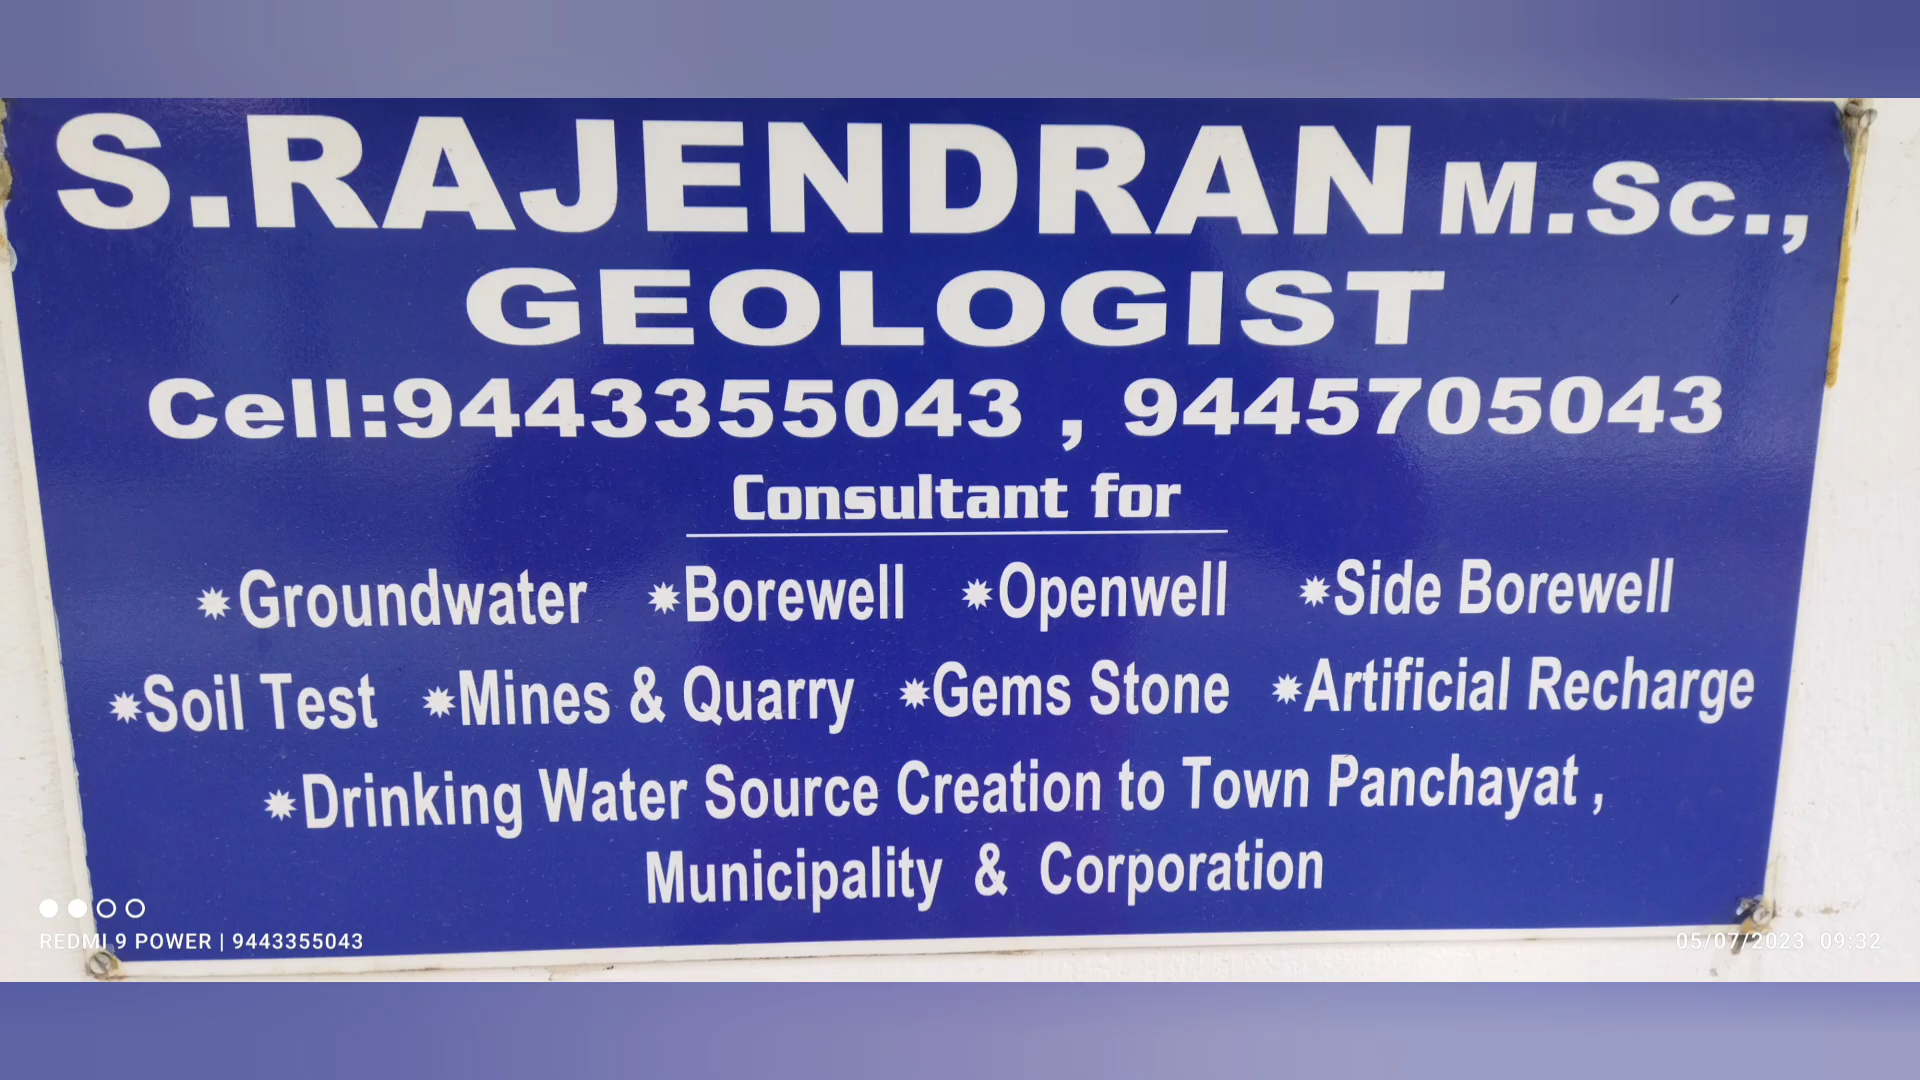 S.RAJENDRAN M.Sc.,
GEOLOGIST
Cell:9443355043 , 9445705043
Consultant for
Groundwater Borewell Openwell Side Borewell
Soil Test Mines & Quarry Gems Stone Artificial Recharge
Drinking Water Source Creation to Town Panchayat ,
Municipality & Corporation
REDMI 9 POWER | 9443355043
05/07/2023 09:32